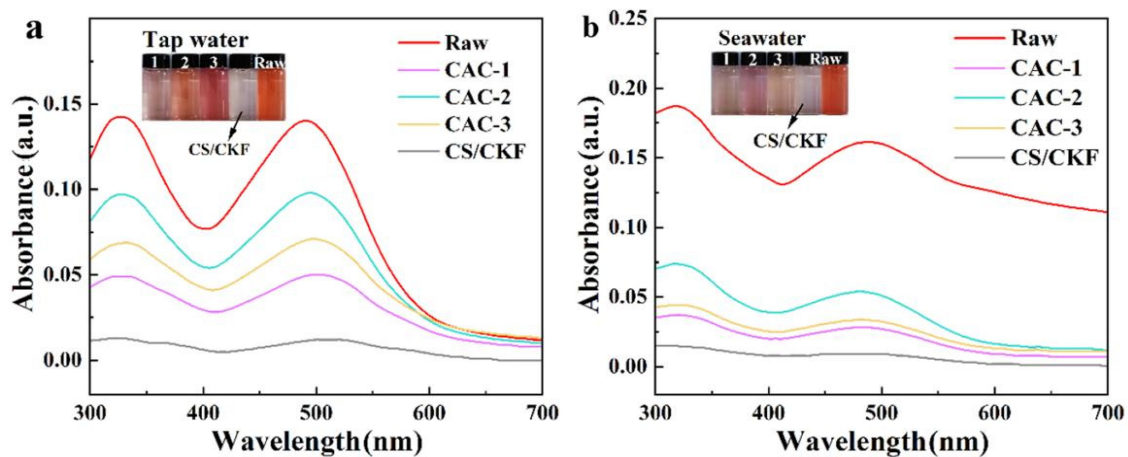 a
Tap water
1 2 3 Raw
CS/CKF
Raw
CAC-1
CAC-2
CAC-3
CS/CKF
0.15
0.10
0.05
0.00
Absorbance (a.u.)
300 400 500 600 700
Wavelength (nm)
b
Seawater
1 2 3 Raw
CS/CKF
Raw
CAC-1
CAC-2
CAC-3
CS/CKF
0.25
0.20
0.15
0.10
0.05
0.00
Absorbance (a.u.)
300 400 500 600 700
Wavelength (nm)